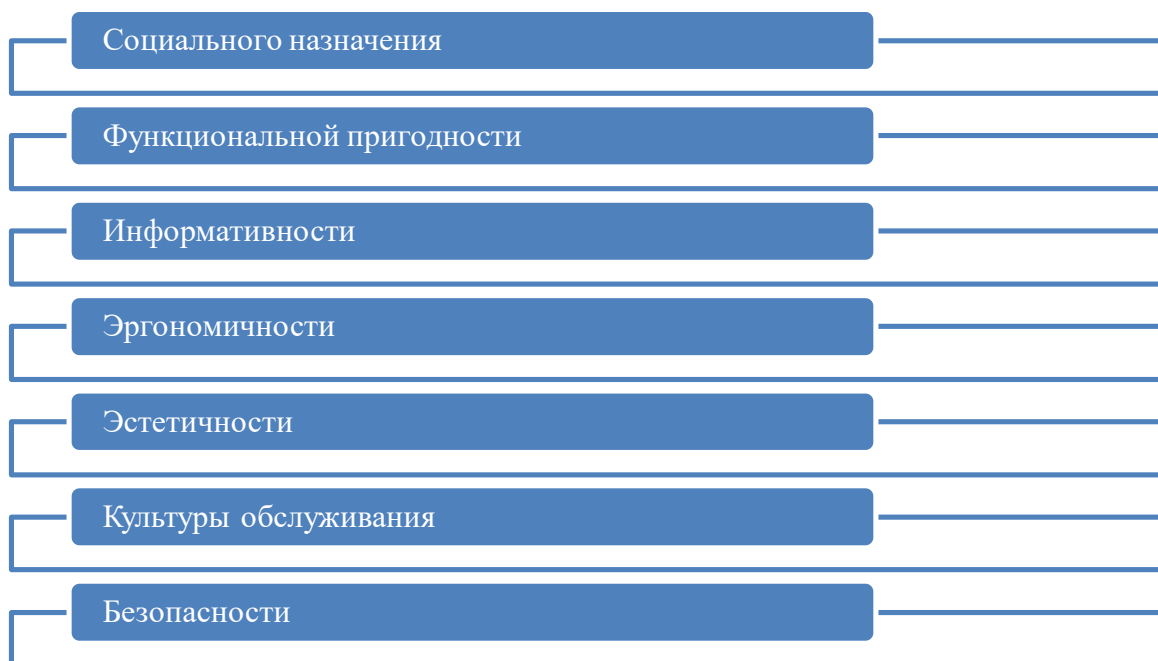 Социального назначения
Функциональной пригодности
Информативности
Эргономичности
Эстетичности
Культуры обслуживания
Безопасности